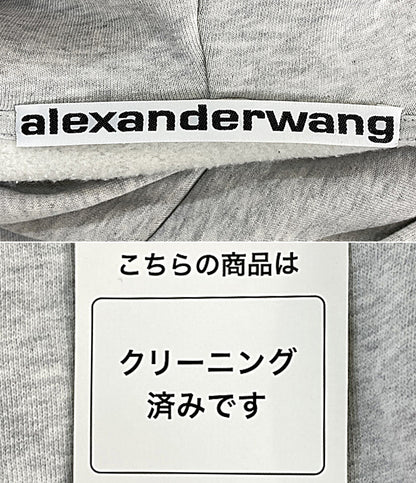 alexanderwang
こちらの商品は
クリーニング
済みです